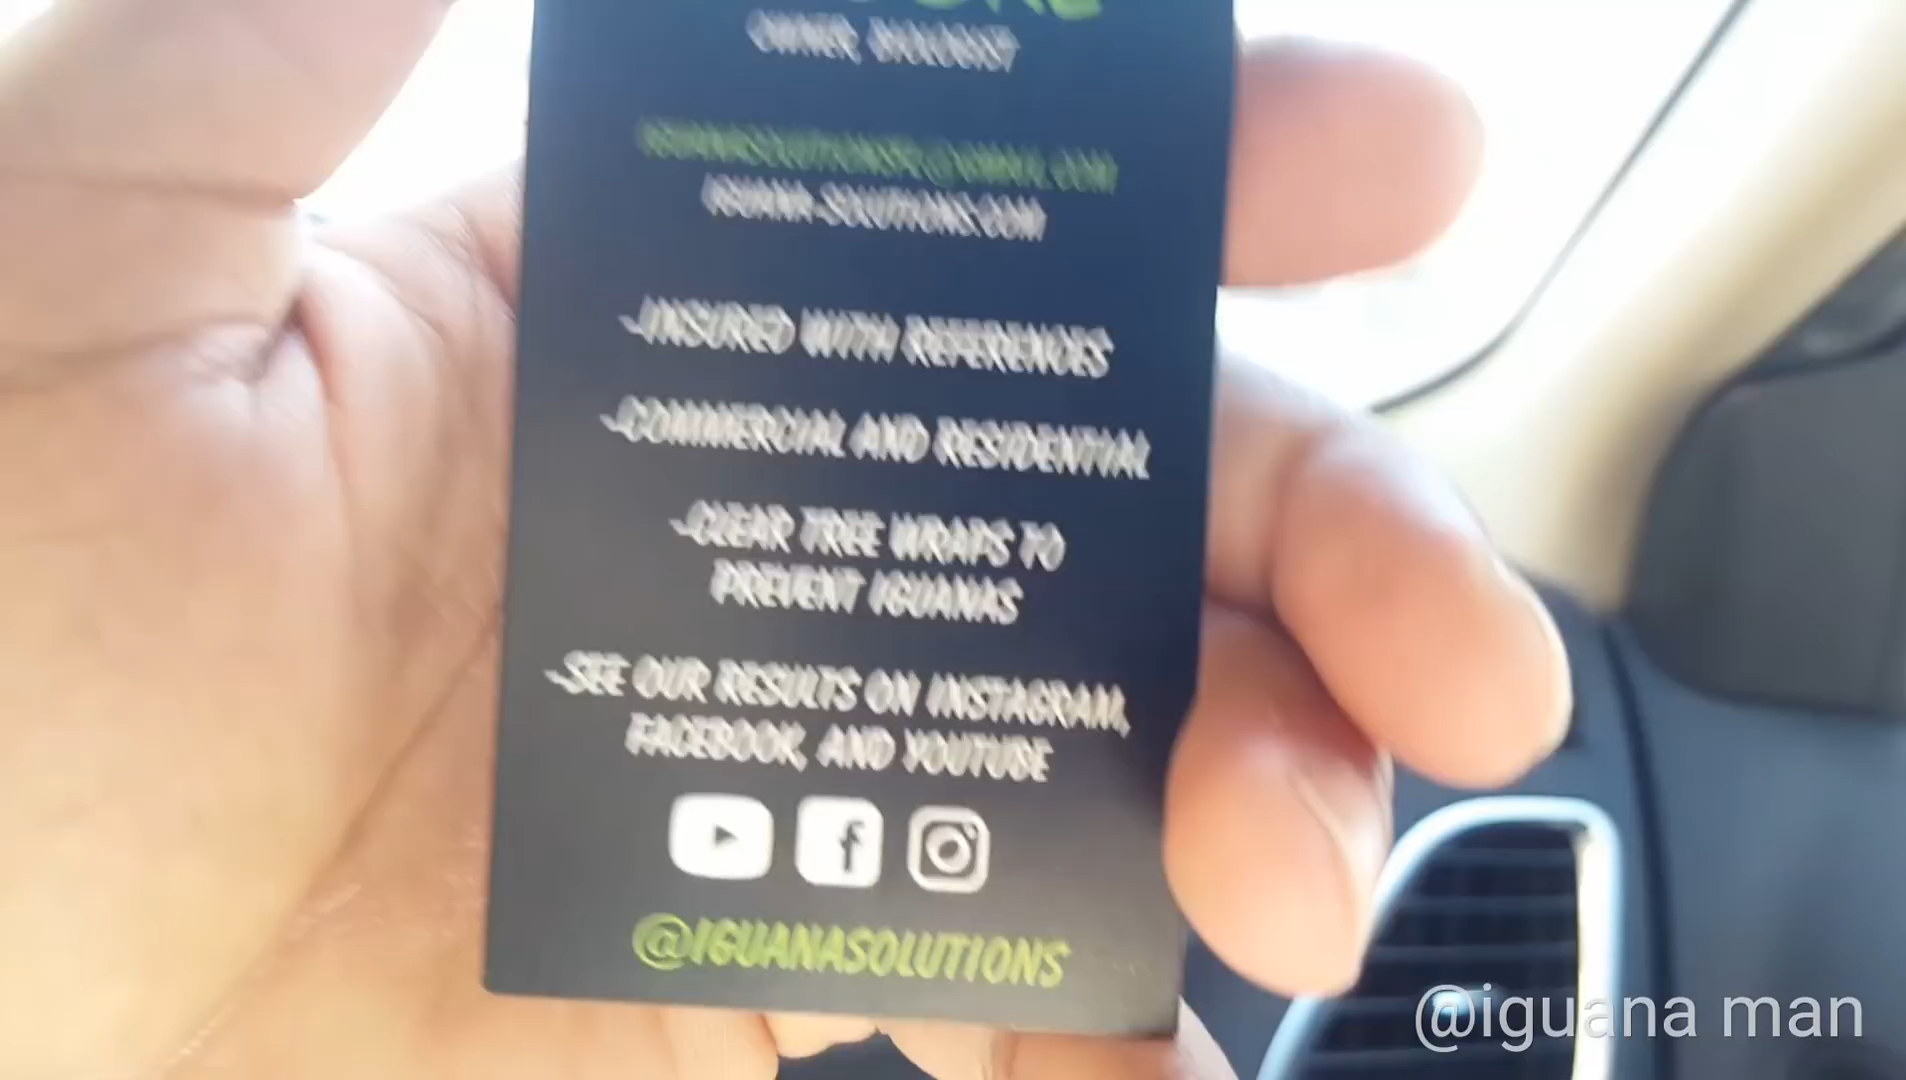 OWNER, BIOLOGIST
IGUANA-SOLUTIONS.COM
-INSURED WITH REFERENCES
-COMMERCIAL AND RESIDENTIAL
-CLEAR TREE WRAPS TO
PREVENT IGUANAS
-SEE OUR RESULTS ON INSTAGRAM,
FACEBOOK, AND YOUTUBE
@IGUANASOLUTIONS
@iguana man